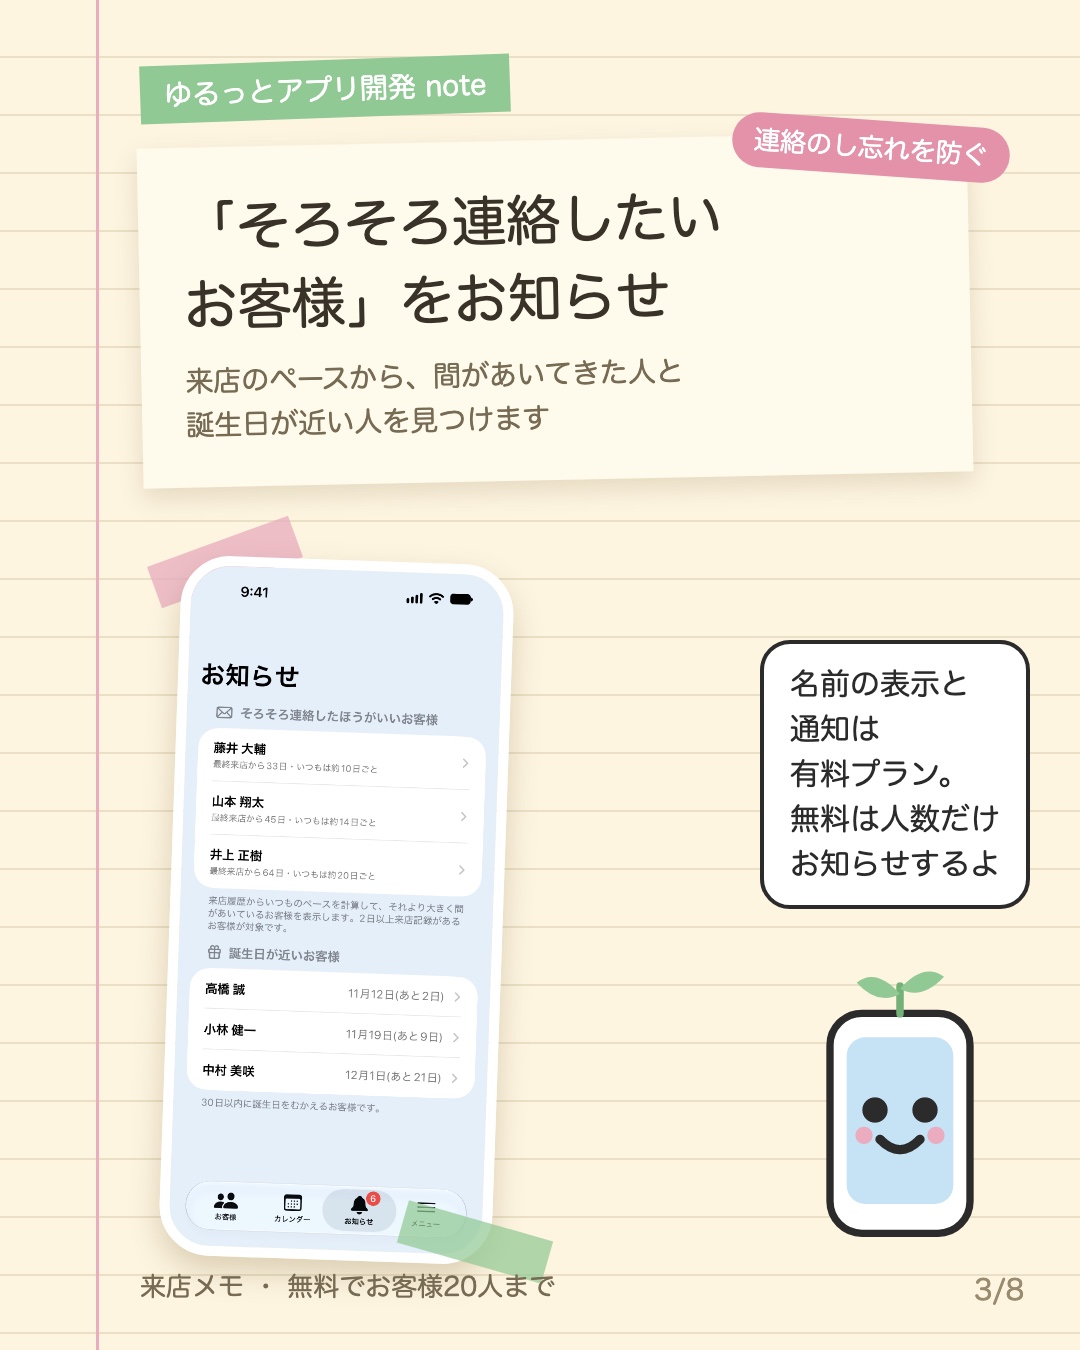 ゆるっとアプリ開発 note
連絡のし忘れを防ぐ
「そろそろ連絡したい
お客様」をお知らせ
来店のペースから、間があいてきた人と
誕生日が近い人を見つけます
9:41
お知らせ
そろそろ連絡したほうがいいお客様
藤井 大輔
最終来店から33日・いつもは約10日ごと
山本 翔太
最終来店から45日・いつもは約14日ごと
井上 正樹
最終来店から64日・いつもは約20日ごと
来店履歴からいつものペースを計算して、それより大きく間
があいているお客様を表示します。2日以上来店記録がある
お客様が対象です。
誕生日が近いお客様
高橋 誠 11月12日(あと2日)
小林 健一 11月19日(あと9日)
中村 美咲 12月1日(あと21日)
30日以内に誕生日をむかえるお客様です。
6
お客様 カレンダー お知らせ メニュー
名前の表示と
通知は
有料プラン。
無料は人数だけ
お知らせするよ
来店メモ ・ 無料でお客様20人まで
3/8